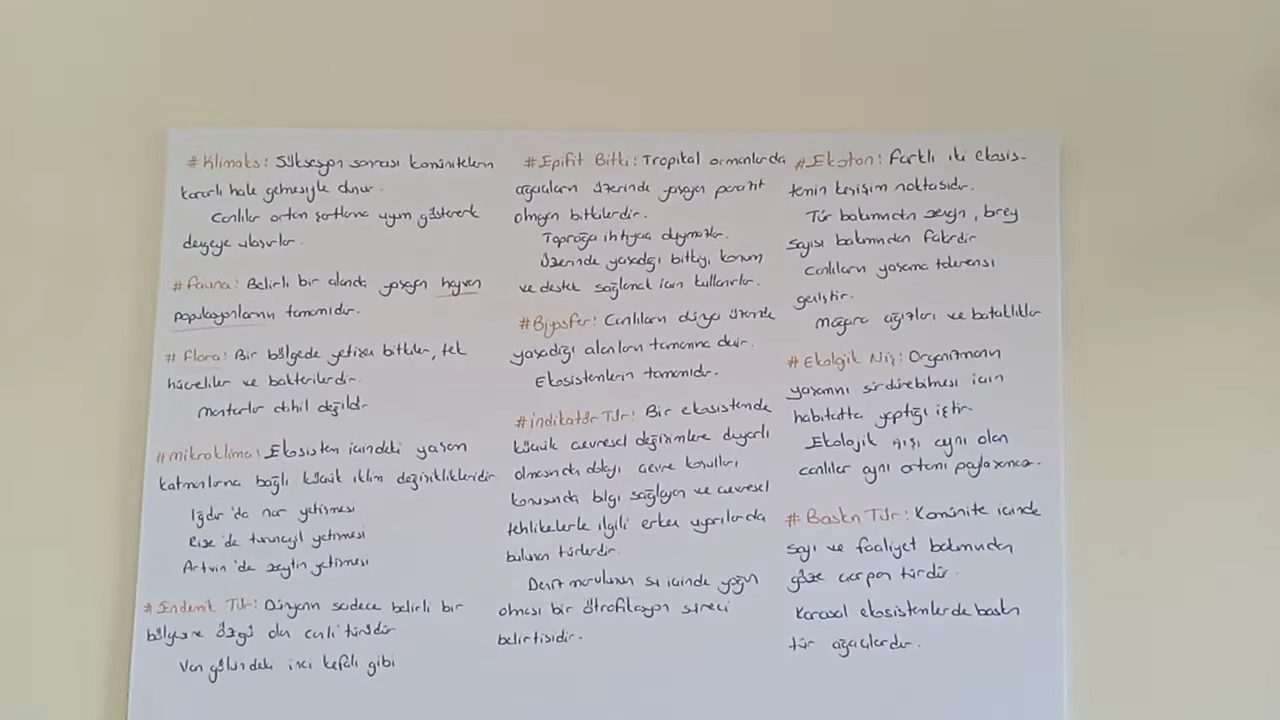 #Klimaks: Süksesyon sonrası komünitelerin
kararlı hale gelmesiyle olunur.
Canlılar ortam şartlarına uyum göstererek
dengeye ulaşırlar.
#Fauna: Belirli bir alanda yaşayan hayvan
populasyonlarının tamamıdır.
# Flora: Bir bölgede yetişen bitkiler, tek
hücreliler ve bakterilerdir.
mantarlar dahil değildir
#mikroklima: Ekosistem içindeki yaşam
katmanlarına bağlı küçük iklim değişiklikleridir
Iğdır'da nar yetişmesi
Rize'de turunçgil yetişmesi
Artvin'de zeytin yetişmesi
#Endemik Tür: Dünyanın sadece belirli bir
bölgesine özgü olan canlı türüdür
Van gölündeki inci kefali gibi
#Epifit Bitki: Tropikal ormanlarda
ağaçların üzerinde yaşayan parazit
olmayan bitkilerdir.
Toprağa ihtiyaç duymazlar.
Üzerinde yaşadığı bitkiyi, konum
ve destek sağlamak için kullanırlar.
#Biyosfer: Canlıların dünya üzerinde
yaşadığı alanların tamamına denir.
Ekosistemlerin tamamıdır.
#indikatör Tür: Bir ekosistemde
küçük çevresel değişimlere duyarlı
olmasından dolayı çevre koşulları
konusunda bilgi sağlayan ve çevresel
tehlikelerle ilgili erken uyarılarda
bulunan türlerdir.
Deniz marulunun su içinde yoğun
olması bir ötrofikasyon süreci
belirtisidir.
#Ekoton: Farklı iki ekosis-
temin kesişim noktasıdır.
Tür bakımından zengin, birey
sayısı bakımından fakirdir
Canlıların yaşama toleransı
geniştir.
Mağara ağızları ve bataklıklar
#Ekolojik Niş: Organizmanın
yaşamını sürdürebilmesi için
habitatta yaptığı iştir
Ekolojik nişi aynı olan
canlılar aynı ortamı paylaşamaz.
#Baskın Tür: Komünite içinde
sayı ve faaliyet bakımından
göze çarpan türdür.
Karasal ekosistemlerde baskın
tür ağaçlardır.